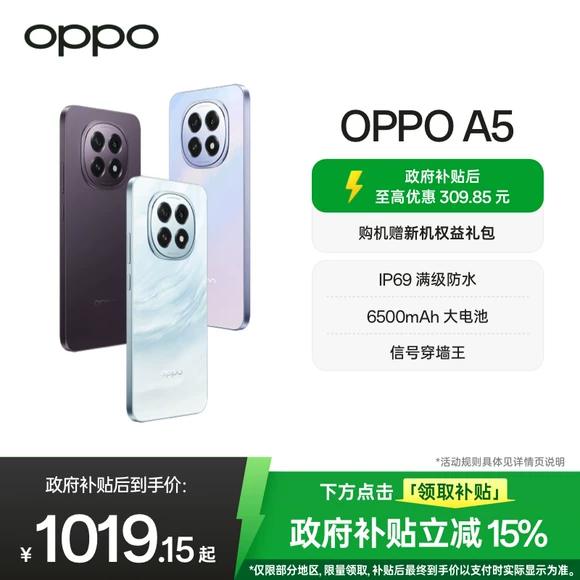 oppo
OPPO A5
政府补贴后
至高优惠 309.85 元
购机赠新机权益礼包
IP69 满级防水
6500mAh 大电池
信号穿墙王
oppo
oppo
oppo
*活动规则具体见详情页说明
政府补贴后到手价:
¥1019.15起
下方点击「领取补贴」
政府补贴立减 15%
*仅限部分地区, 限量领取, 补贴后最终到手价以支付时实际显示为准。